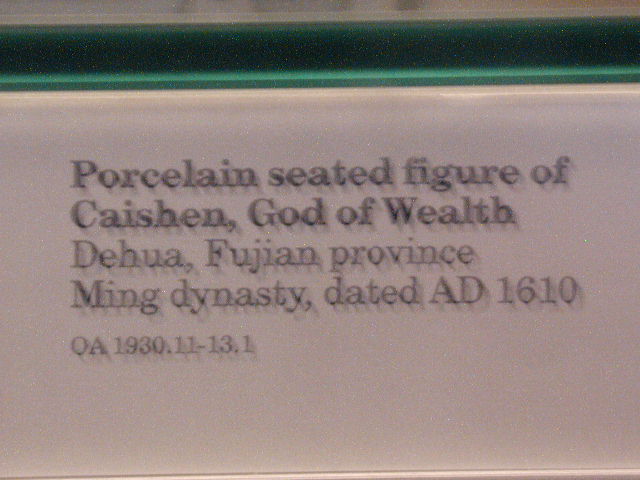 Porcelain seated figure of
Caishen, God of Wealth
Dehua, Fujian province
Ming dynasty, dated AD 1610
OA 1930.11-13.1